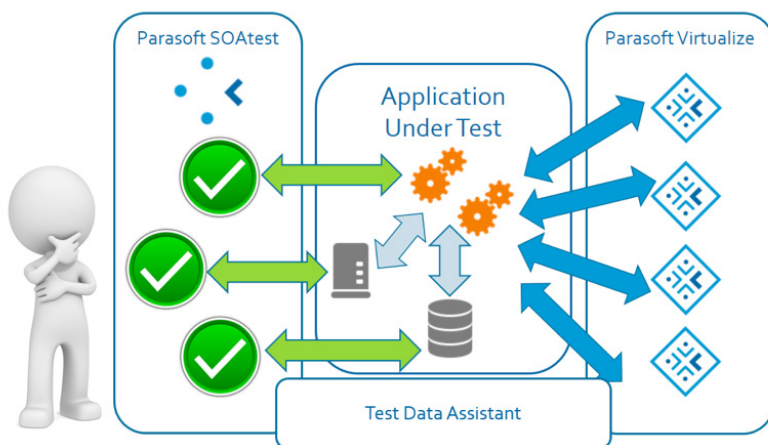 Parasoft SOAtest
Parasoft Virtualize
Application
Under Test
Test Data Assistant